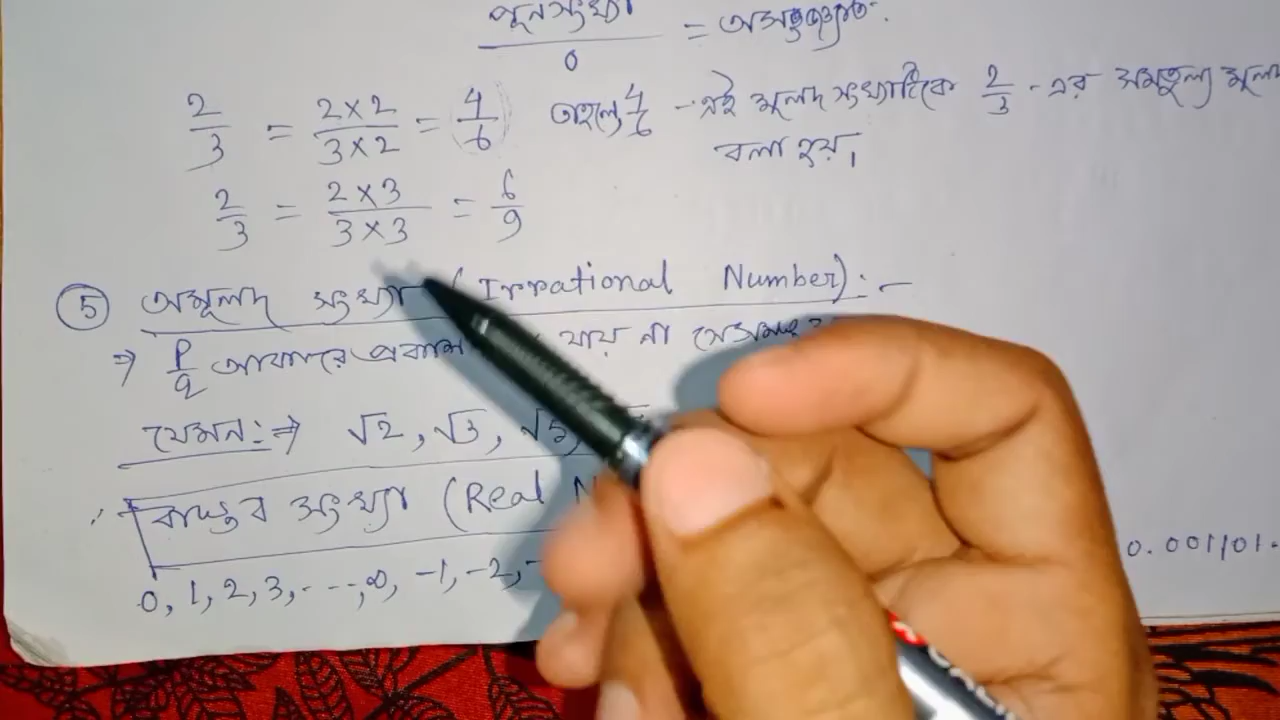 পূর্নসংখ্যা / 0 =
2/3 = 2×2/3×2 = 4/6 তাহলে 4/6 - এই মূলদ সংখ্যাটিকে 2/3 - এর সমতুল্য মূলদ
বলা হয়।
2/3 = 2×3/3×3 = 6/9
5 অমূলদ সংখ্যা (Irrational Number):-
⇒ p/q আকারে প্রকাশ যায় না
যেমন:⇒ √2, √3, √5,
বাস্তব সংখ্যা (Real
0.001101.
0, 1, 2, 3, ----,∞, -1, -2, -